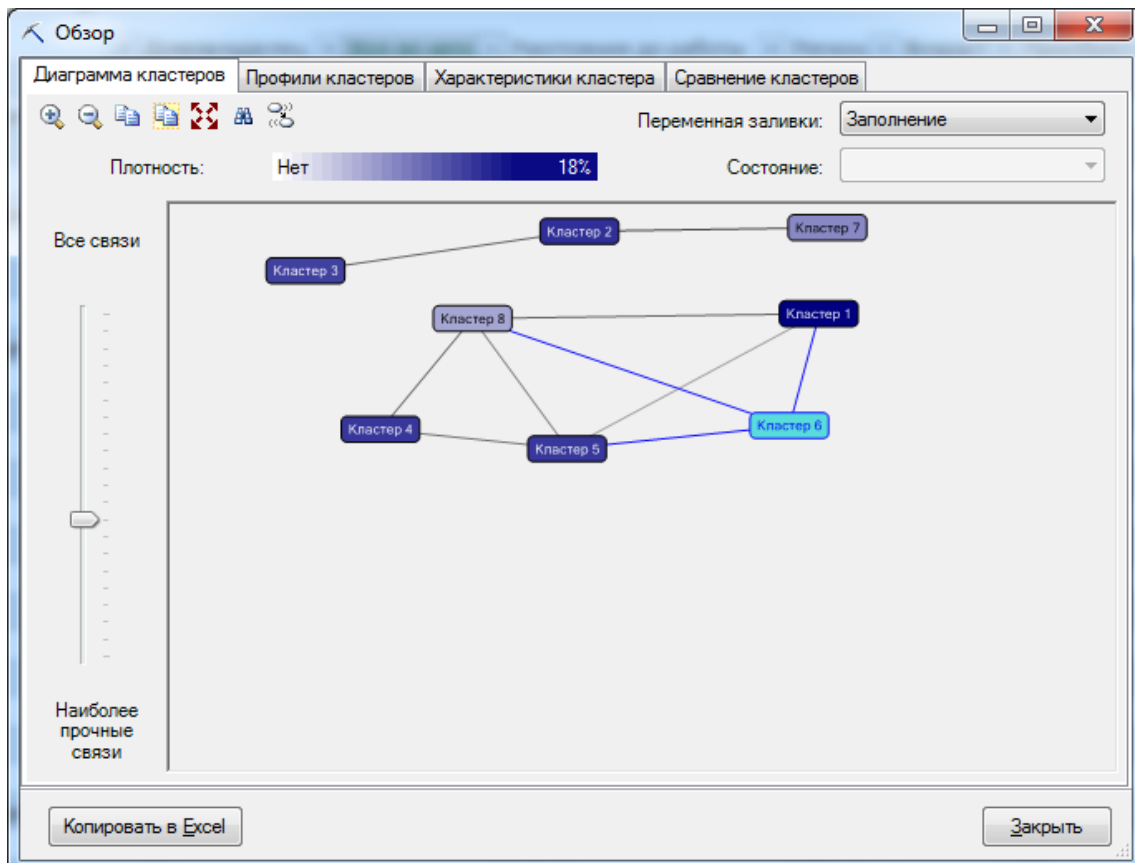 Обзор
Диаграмма кластеров Профили кластеров Характеристики кластера Сравнение кластеров
Переменная заливки: Заполнение
Плотность: Нет 18% Состояние:
Все связи
Кластер 2 Кластер 7
Кластер 3
Кластер 8 Кластер 1
Кластер 4 Кластер 5 Кластер 6
Наиболее
прочные
связи
Копировать в Excel Закрыть